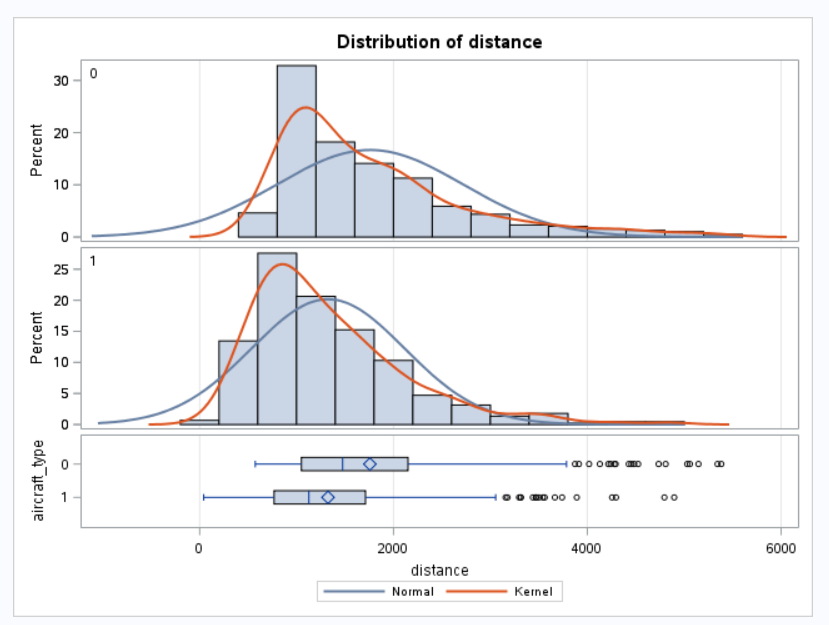 Distribution of distance
0
30
20
10
0
Percent
1
25
20
15
10
5
0
Percent
aircraft_type
0
1
0 2000 4000 6000
distance
Normal Kernel